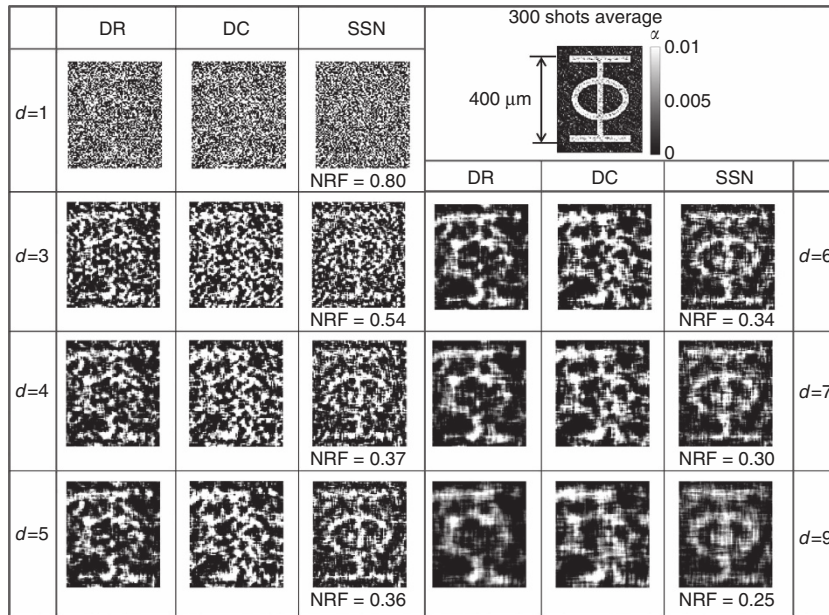 DR DC SSN
300 shots average
α
0.01
0.005
0
400 μm
d=1
NRF = 0.80
DR DC SSN
d=3
NRF = 0.54
NRF = 0.34
d=6
d=4
NRF = 0.37
NRF = 0.30
d=7
d=5
NRF = 0.36
NRF = 0.25
d=9